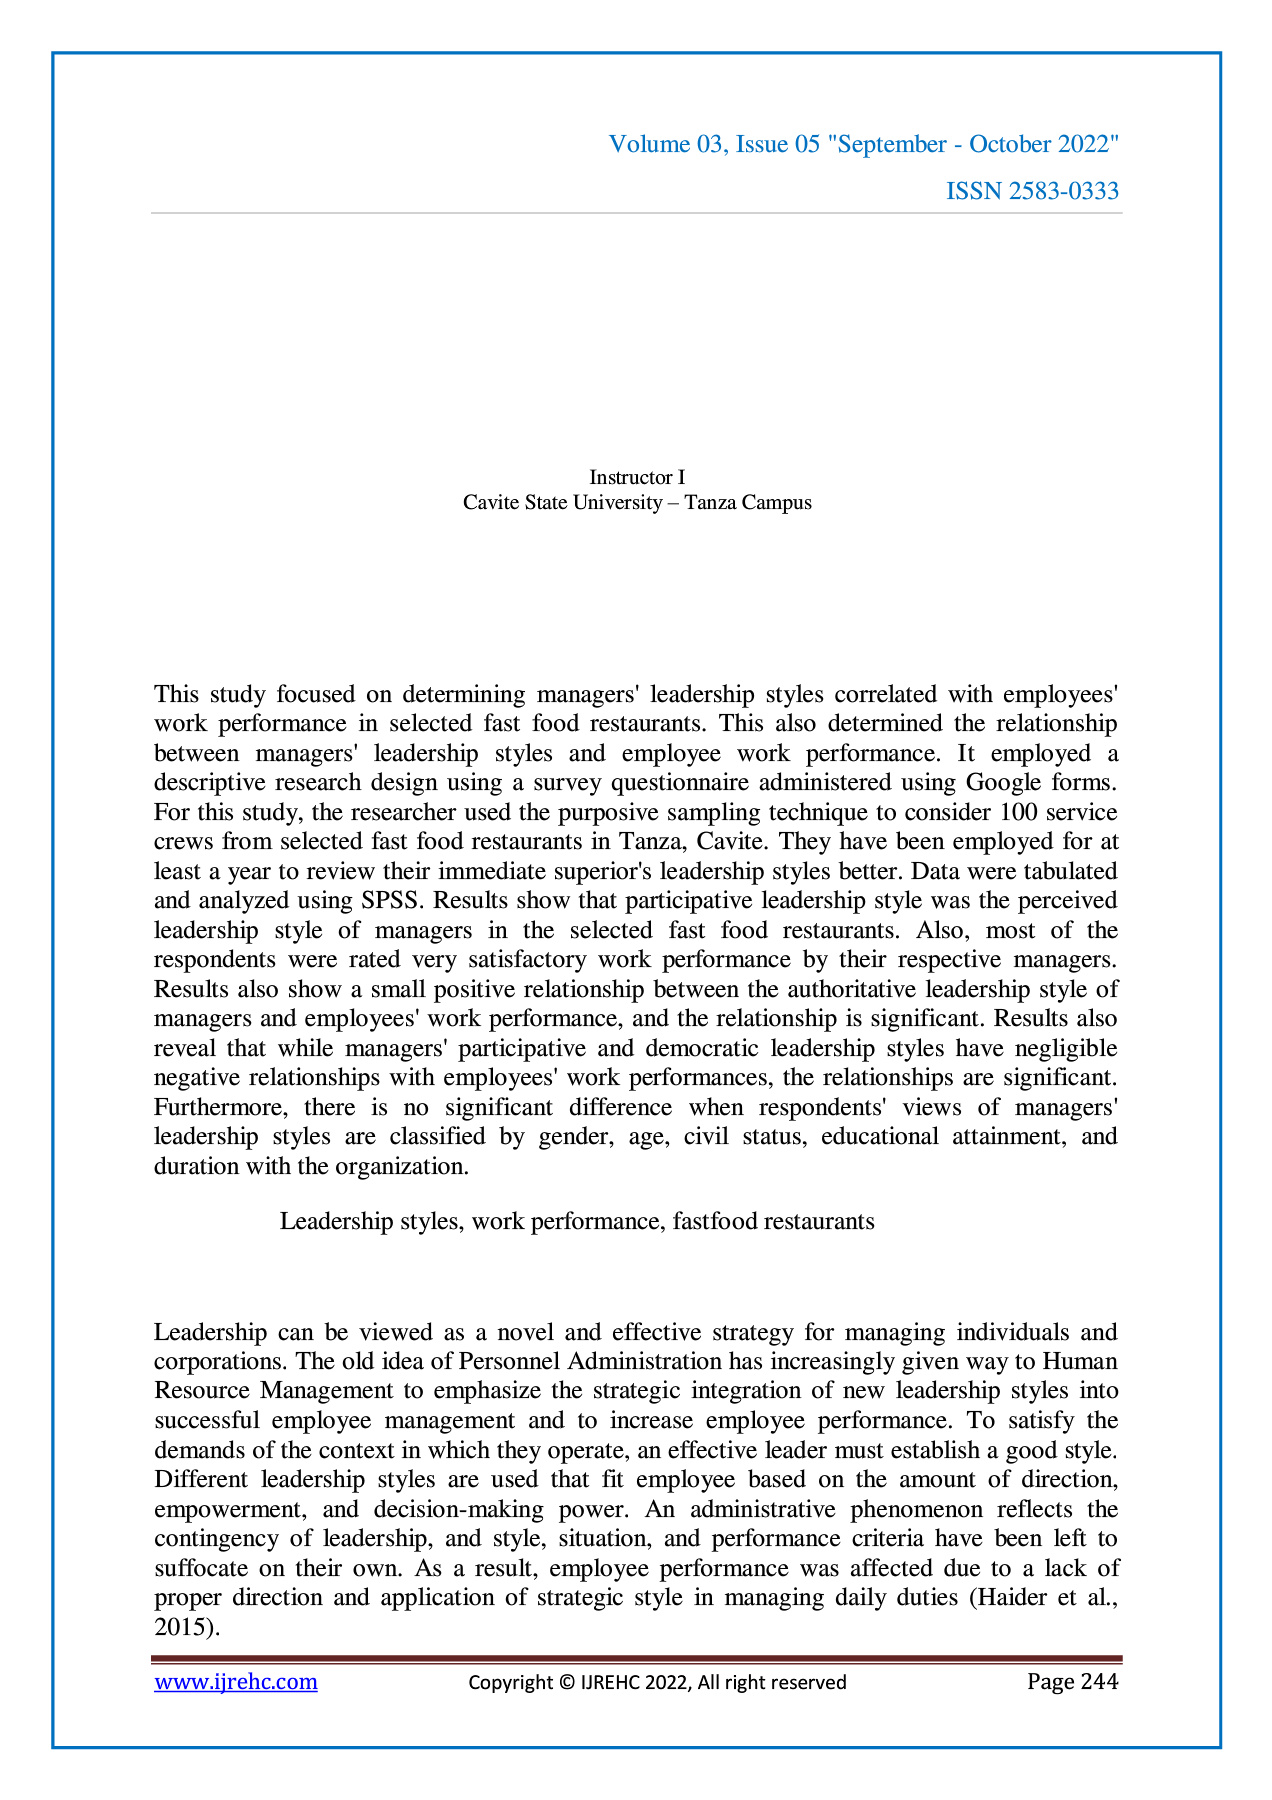 Volume 03, Issue 05 "September - October 2022"
ISSN 2583-0333
Instructor I
Cavite State University – Tanza Campus
This study focused on determining managers' leadership styles correlated with employees'
work performance in selected fast food restaurants. This also determined the relationship
between managers' leadership styles and employee work performance. It employed a
descriptive research design using a survey questionnaire administered using Google forms.
For this study, the researcher used the purposive sampling technique to consider 100 service
crews from selected fast food restaurants in Tanza, Cavite. They have been employed for at
least a year to review their immediate superior's leadership styles better. Data were tabulated
and analyzed using SPSS. Results show that participative leadership style was the perceived
leadership style of managers in the selected fast food restaurants. Also, most of the
respondents were rated very satisfactory work performance by their respective managers.
Results also show a small positive relationship between the authoritative leadership style of
managers and employees' work performance, and the relationship is significant. Results also
reveal that while managers' participative and democratic leadership styles have negligible
negative relationships with employees' work performances, the relationships are significant.
Furthermore, there is no significant difference when respondents' views of managers'
leadership styles are classified by gender, age, civil status, educational attainment, and
duration with the organization.
Leadership styles, work performance, fastfood restaurants
Leadership can be viewed as a novel and effective strategy for managing individuals and
corporations. The old idea of Personnel Administration has increasingly given way to Human
Resource Management to emphasize the strategic integration of new leadership styles into
successful employee management and to increase employee performance. To satisfy the
demands of the context in which they operate, an effective leader must establish a good style.
Different leadership styles are used that fit employee based on the amount of direction,
empowerment, and decision-making power. An administrative phenomenon reflects the
contingency of leadership, and style, situation, and performance criteria have been left to
suffocate on their own. As a result, employee performance was affected due to a lack of
proper direction and application of strategic style in managing daily duties (Haider et al.,
2015).
www.ijrehc.com Copyright © IJREHC 2022, All right reserved Page 244